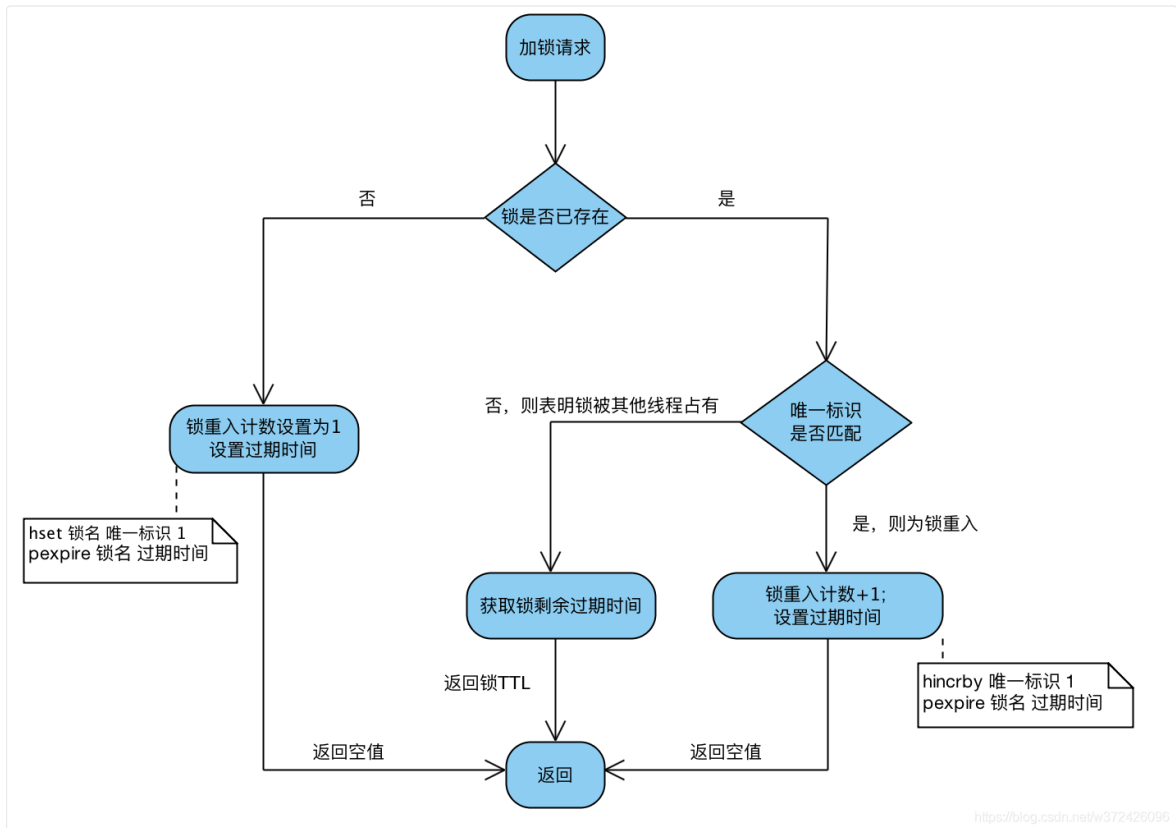 加锁请求
否
是
锁是否已存在
否，则表明锁被其他线程占有
唯一标识
是否匹配
锁重入计数设置为1
设置过期时间
hset 锁名 唯一标识 1
pexpire 锁名 过期时间
是，则为锁重入
获取锁剩余过期时间
锁重入计数+1;
设置过期时间
返回锁TTL
hincrby 唯一标识 1
pexpire 锁名 过期时间
返回空值
返回空值
返回
https://blog.csdn.net/w372426096